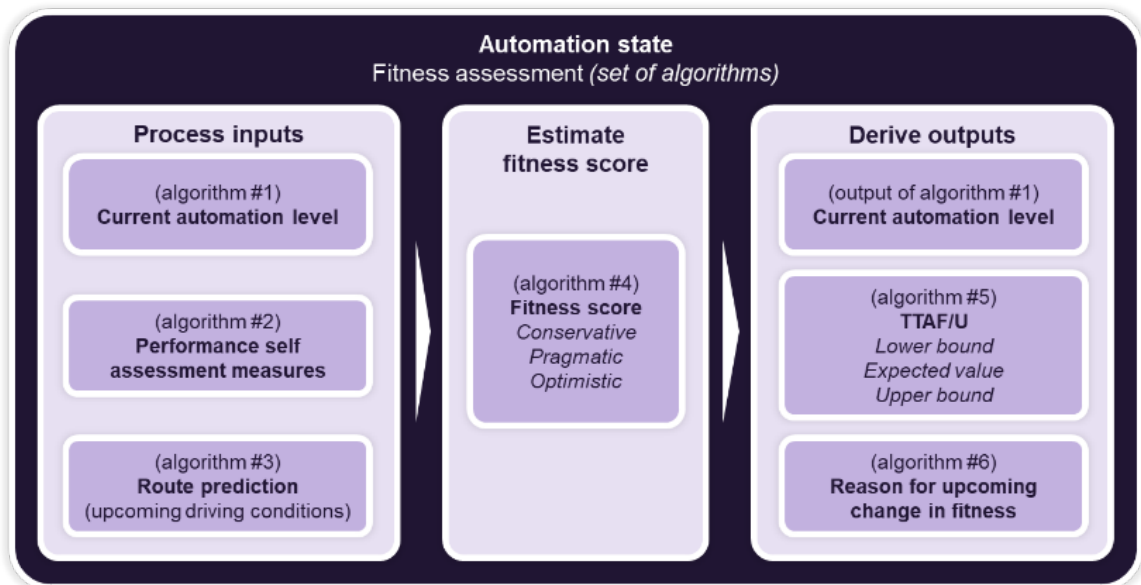 Automation state
Fitness assessment (set of algorithms)
Process inputs
(algorithm #1)
Current automation level
(algorithm #2)
Performance self
assessment measures
(algorithm #3)
Route prediction
(upcoming driving conditions)
Estimate
fitness score
(algorithm #4)
Fitness score
Conservative
Pragmatic
Optimistic
Derive outputs
(output of algorithm #1)
Current automation level
(algorithm #5)
TTAF/U
Lower bound
Expected value
Upper bound
(algorithm #6)
Reason for upcoming
change in fitness